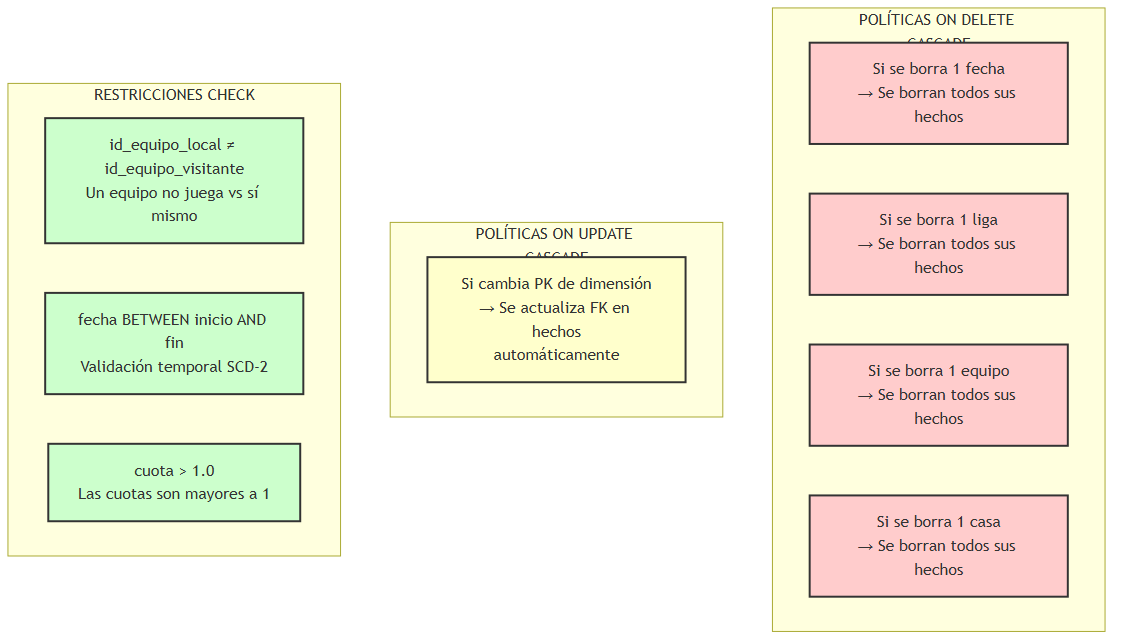 RESTRICCIONES CHECK
id_equipo_local ≠
id_equipo_visitante
Un equipo no juega vs sí
mismo
fecha BETWEEN inicio AND
fin
Validación temporal SCD-2
cuota > 1.0
Las cuotas son mayores a 1
POLÍTICAS ON UPDATE
CASCADE
Si cambia PK de dimensión
→ Se actualiza FK en
hechos
automáticamente
POLÍTICAS ON DELETE
CASCADE
Si se borra 1 fecha
→ Se borran todos sus
hechos
Si se borra 1 liga
→ Se borran todos sus
hechos
Si se borra 1 equipo
→ Se borran todos sus
hechos
Si se borra 1 casa
→ Se borran todos sus
hechos